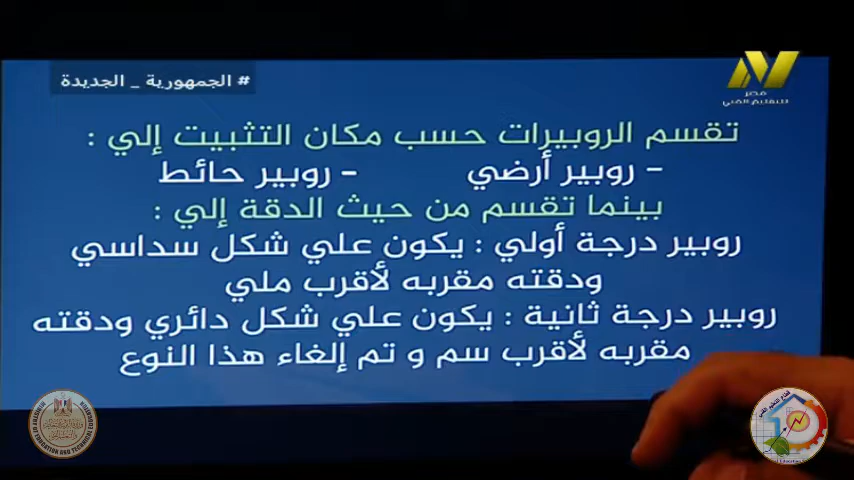 # الجمهورية _ الجديدة
مصر
للتعليم الفني
تقسم الروبيرات حسب مكان التثبيت إلي :
- روبير أرضي - روبير حائط
بينما تقسم من حيث الدقة إلي :
روبير درجة أولي : يكون علي شكل سداسي
ودقته مقربه لأقرب ملي
روبير درجة ثانية : يكون علي شكل دائري ودقته
مقربه لأقرب سم و تم إلغاء هذا النوع